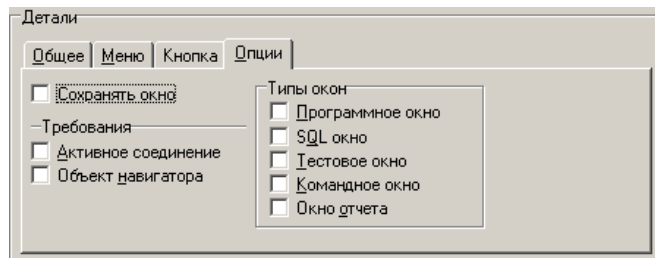 Детали
Общее Меню Кнопка Опции
Сохранять окно
Требования
Активное соединение
Объект навигатора
Типы окон
Программное окно
SQL окно
Тестовое окно
Командное окно
Окно отчета